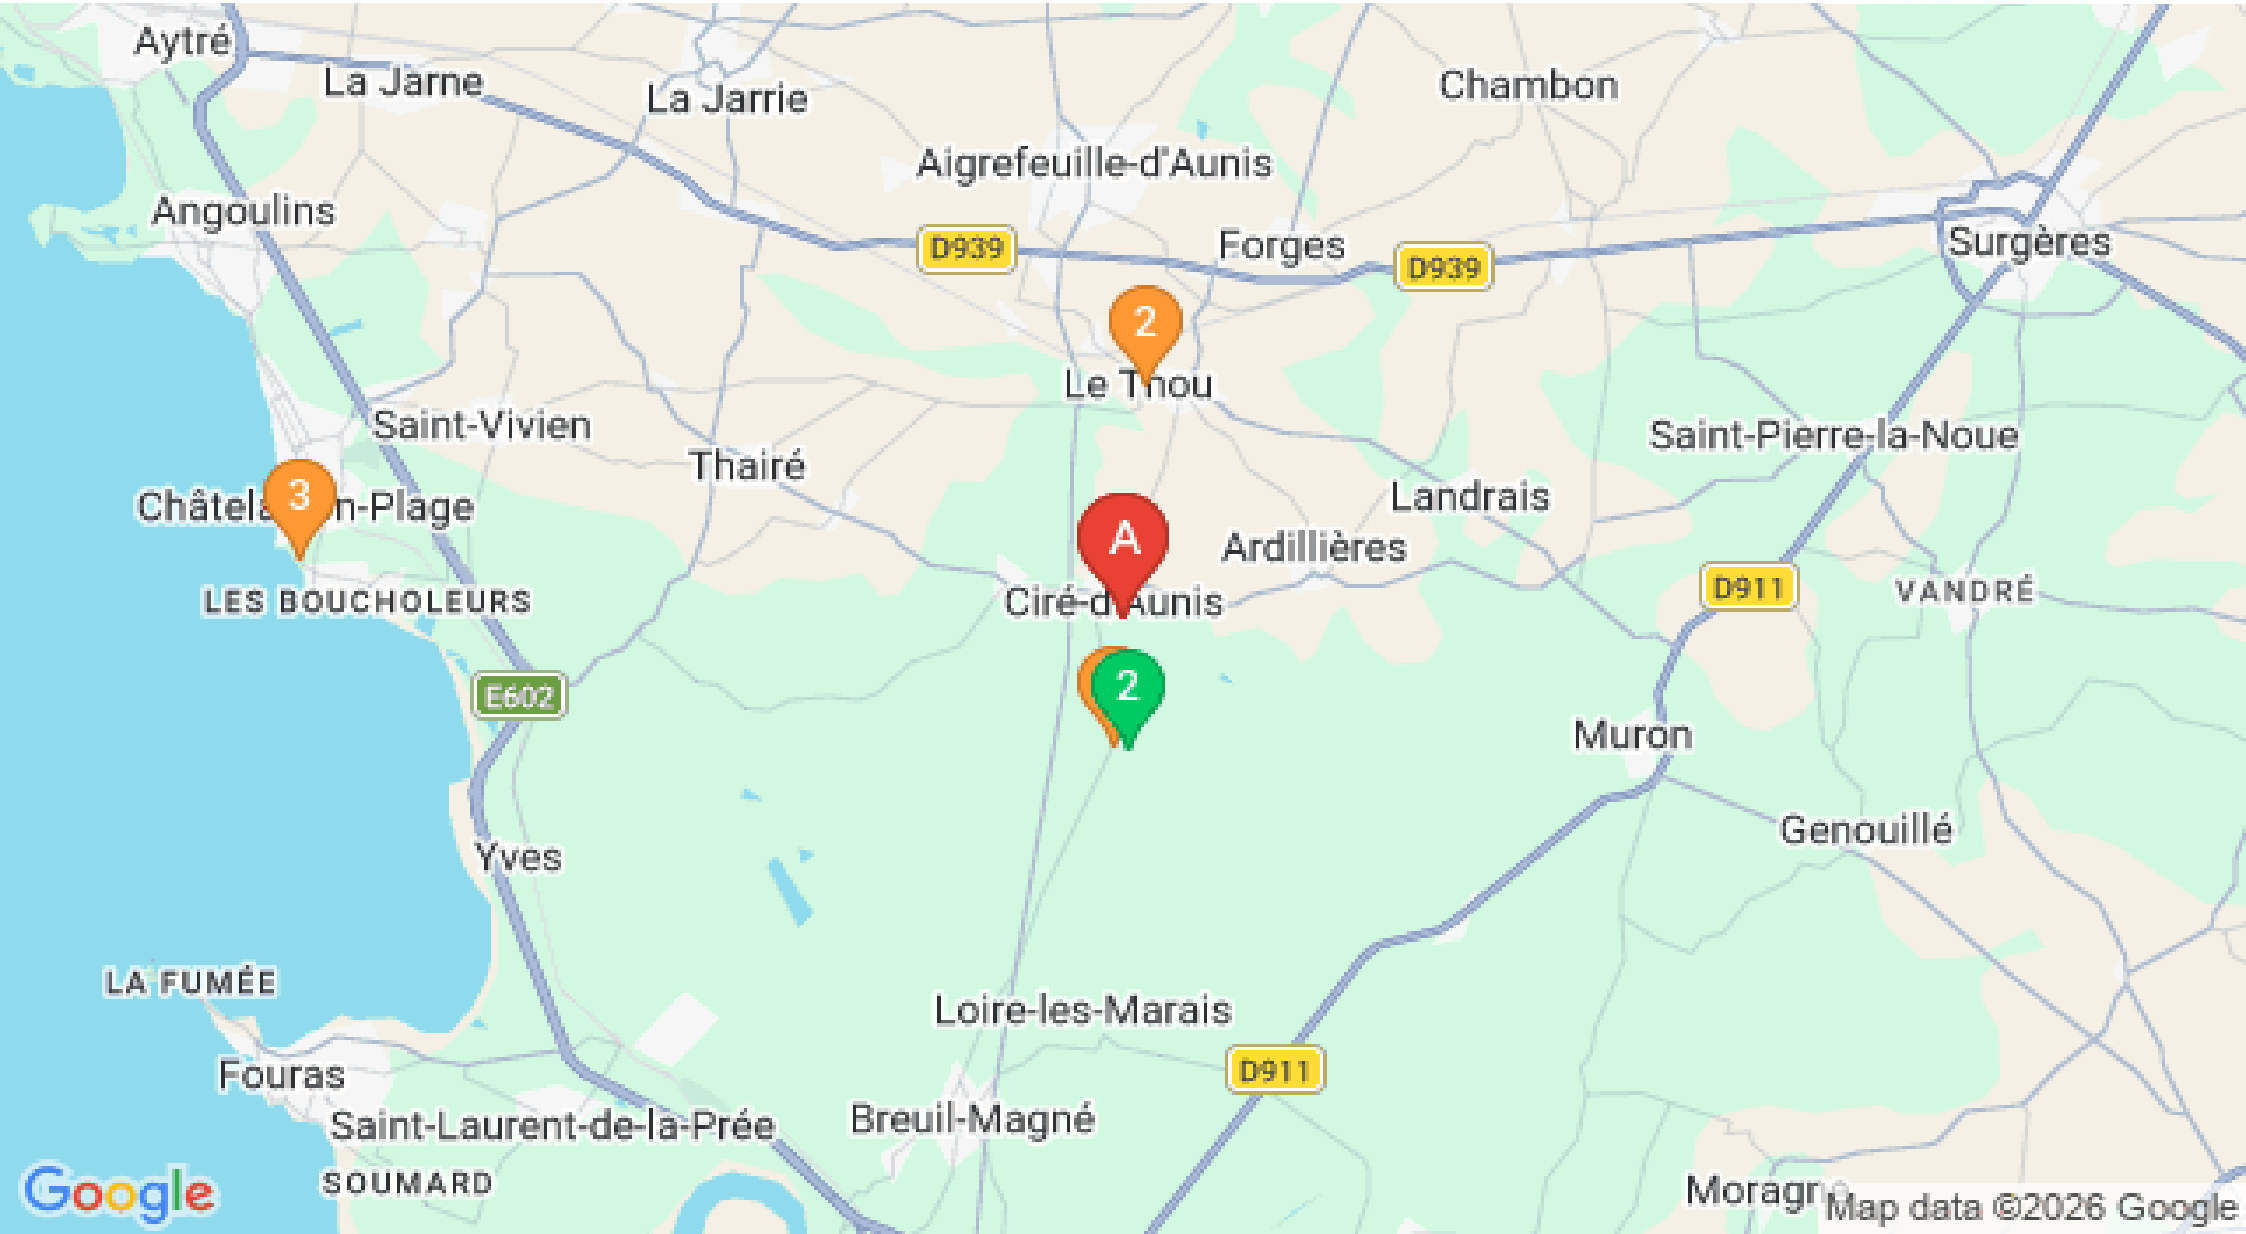 Aytré
La Jarne
La Jarrie
Chambon
Aigrefeuille-d'Aunis
Angoulins
D939
Forges
D939
Surgères
2
Le Thou
Saint-Vivien
Saint-Pierre-la-Noue
Thairé
Landrais
3
A
Ardillières
D911
VANDRÉ
LES BOUCHOLEURS
Ciré-d'Aunis
E602
2
Muron
Genouillé
Yves
LA FUMÉE
Loire-les-Marais
D911
Fouras
Saint-Laurent-de-la-Prée
Breuil-Magné
SOUMARD
Google
Map data ©2026 Google